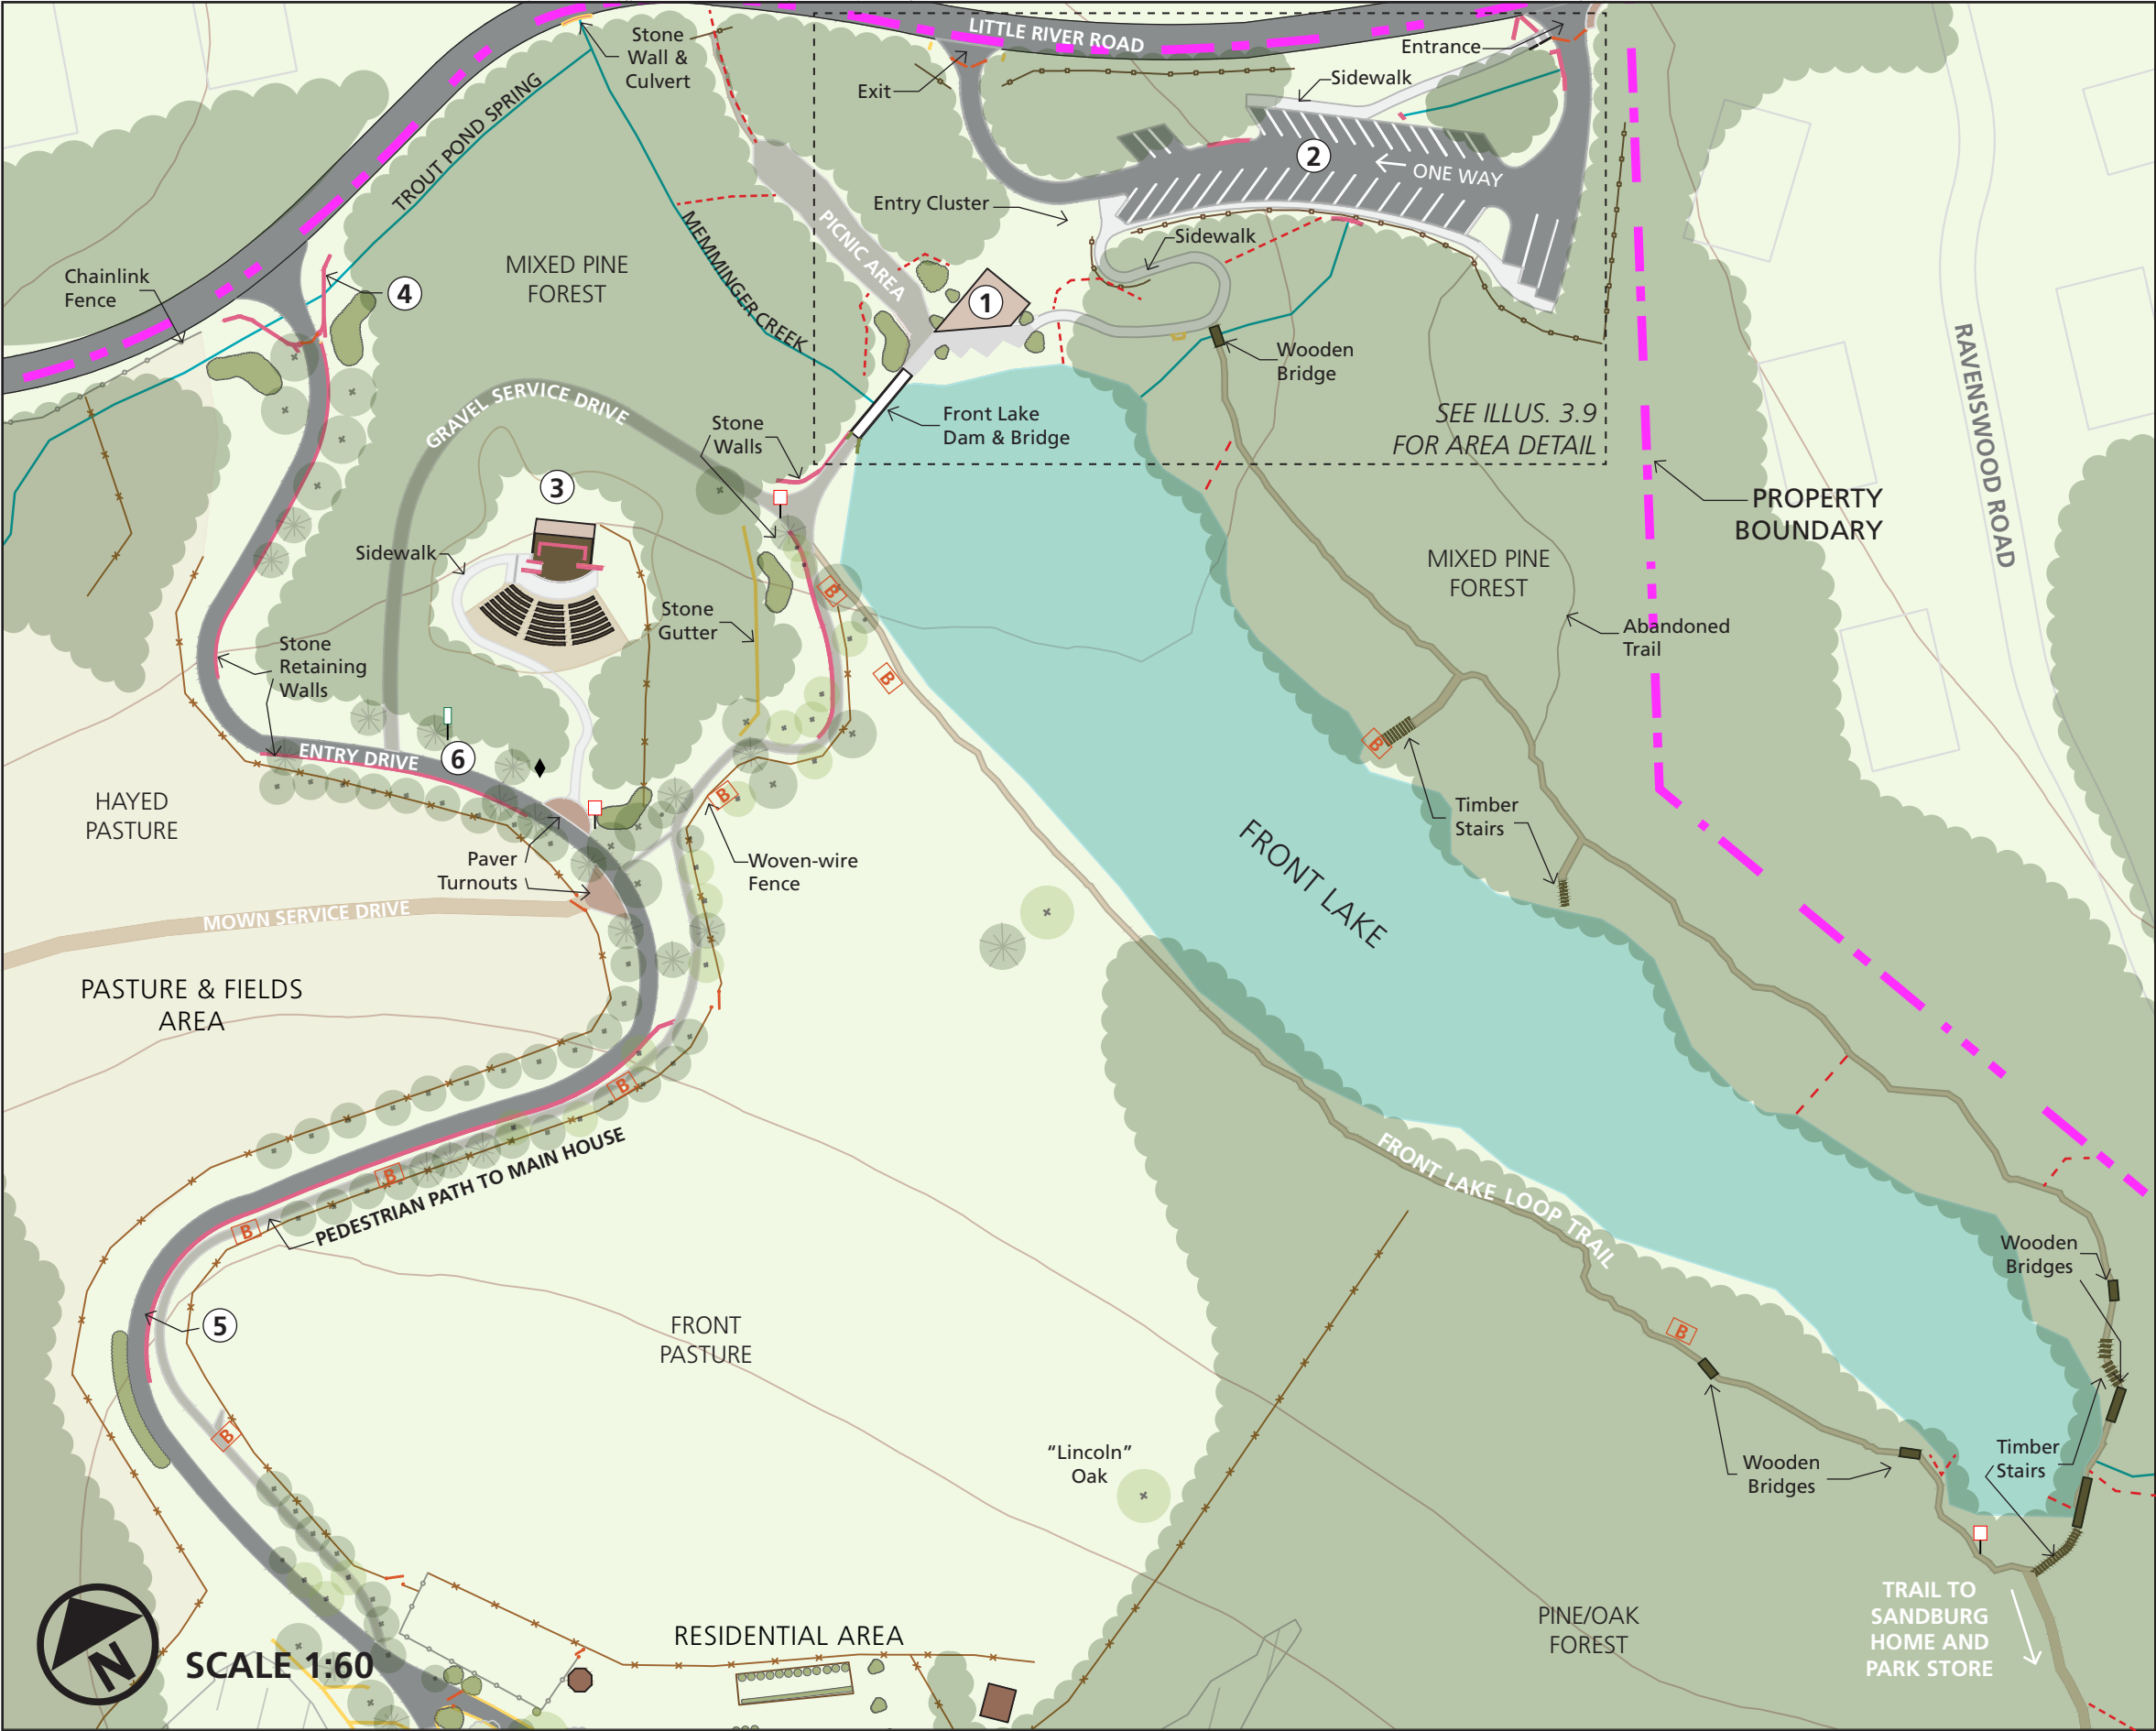 LITTLE RIVER ROAD
Stone
Wall &
Culvert
Exit
Entrance
Sidewalk
2
ONE WAY
TROUT POND SPRING
Entry Cluster
Sidewalk
PICNIC AREA
MEMMINGER CREEK
MIXED PINE
FOREST
Chainlink
Fence
4
1
Wooden
Bridge
Front Lake
Dam & Bridge
SEE ILLUS. 3.9
FOR AREA DETAIL
RAVENSWOOD ROAD
PROPERTY
BOUNDARY
GRAVEL SERVICE DRIVE
Stone
Walls
3
Sidewalk
Stone
Gutter
B
B
MIXED PINE
FOREST
Abandoned
Trail
Stone
Retaining
Walls
ENTRY DRIVE
6
B
B
Timber
Stairs
HAYED
PASTURE
Paver
Turnouts
Woven-wire
Fence
FRONT LAKE
MOWN SERVICE DRIVE
PASTURE & FIELDS
AREA
B
B
B
PEDESTRIAN PATH TO MAIN HOUSE
FRONT LAKE LOOP TRAIL
Wooden
Bridges
5
FRONT
PASTURE
B
B
"Lincoln"
Oak
Wooden
Bridges
Timber
Stairs
TRAIL TO
SANDBURG
HOME AND
PARK STORE
PINE/OAK
FOREST
RESIDENTIAL AREA
N
SCALE 1:60